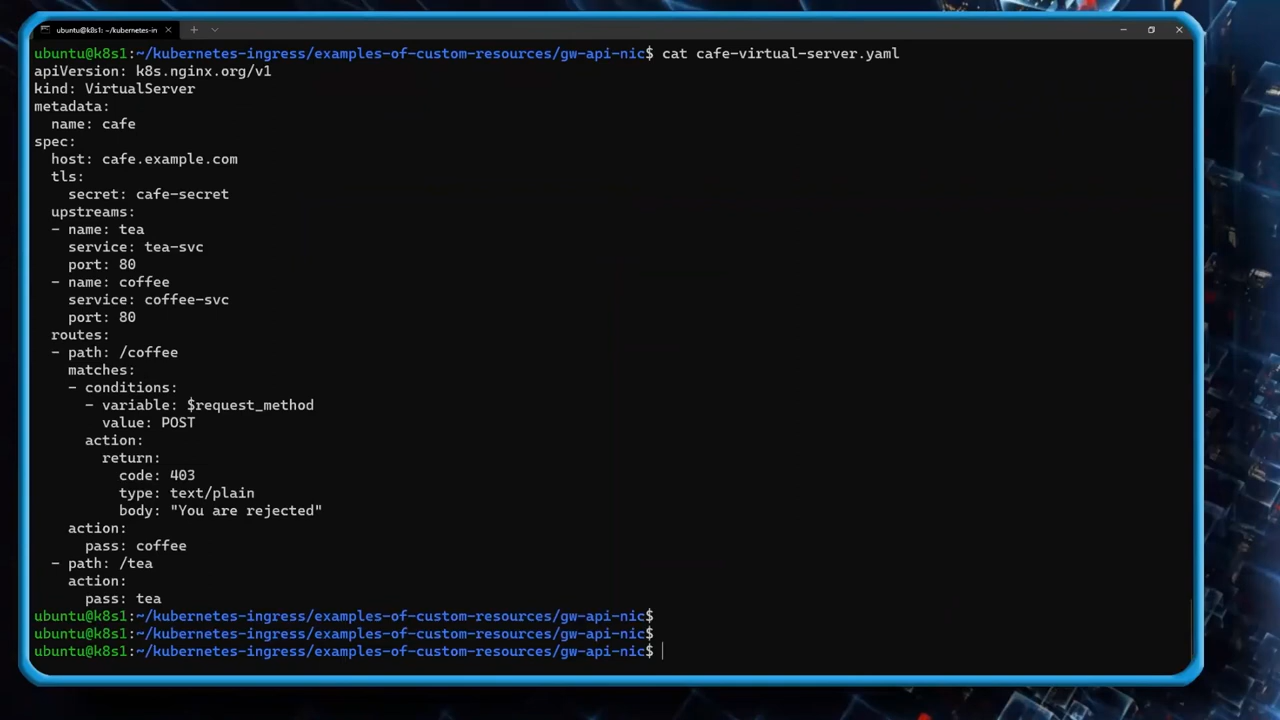 ubuntu@k8s1: ~/kubernetes-in
ubuntu@k8s1:~/kubernetes-ingress/examples-of-custom-resources/gw-api-nic$ cat cafe-virtual-server.yaml
apiVersion: k8s.nginx.org/v1
kind: VirtualServer
metadata:
  name: cafe
spec:
  host: cafe.example.com
  tls:
    secret: cafe-secret
  upstreams:
  - name: tea
    service: tea-svc
    port: 80
  - name: coffee
    service: coffee-svc
    port: 80
  routes:
  - path: /coffee
    matches:
    - conditions:
      - variable: $request_method
        value: POST
      action:
        return:
          code: 403
          type: text/plain
          body: "You are rejected"
    action:
      pass: coffee
  - path: /tea
    action:
      pass: tea
ubuntu@k8s1:~/kubernetes-ingress/examples-of-custom-resources/gw-api-nic$
ubuntu@k8s1:~/kubernetes-ingress/examples-of-custom-resources/gw-api-nic$
ubuntu@k8s1:~/kubernetes-ingress/examples-of-custom-resources/gw-api-nic$